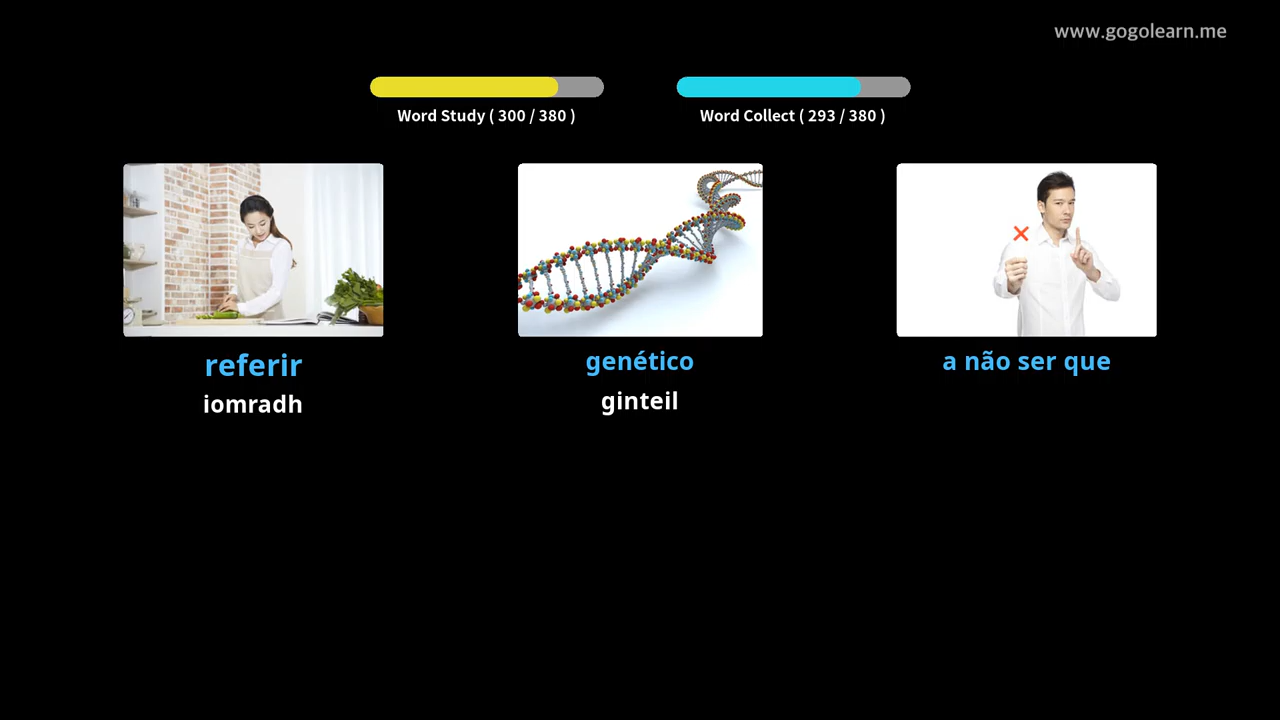 www.gogolearn.me
Word Study ( 300 / 380 )
Word Collect ( 293 / 380 )
referir
iomradh
genético
ginteil
a não ser que